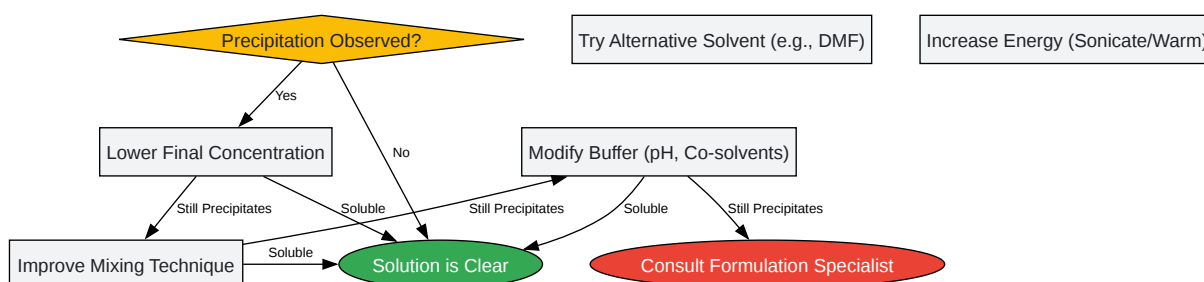 Precipitation Observed?
Try Alternative Solvent (e.g., DMF)
Increase Energy (Sonicate/Warm)
Yes
Lower Final Concentration
No
Modify Buffer (pH, Co-solvents)
Still Precipitates
Soluble
Still Precipitates
Soluble
Still Precipitates
Improve Mixing Technique
Soluble
Solution is Clear
Consult Formulation Specialist